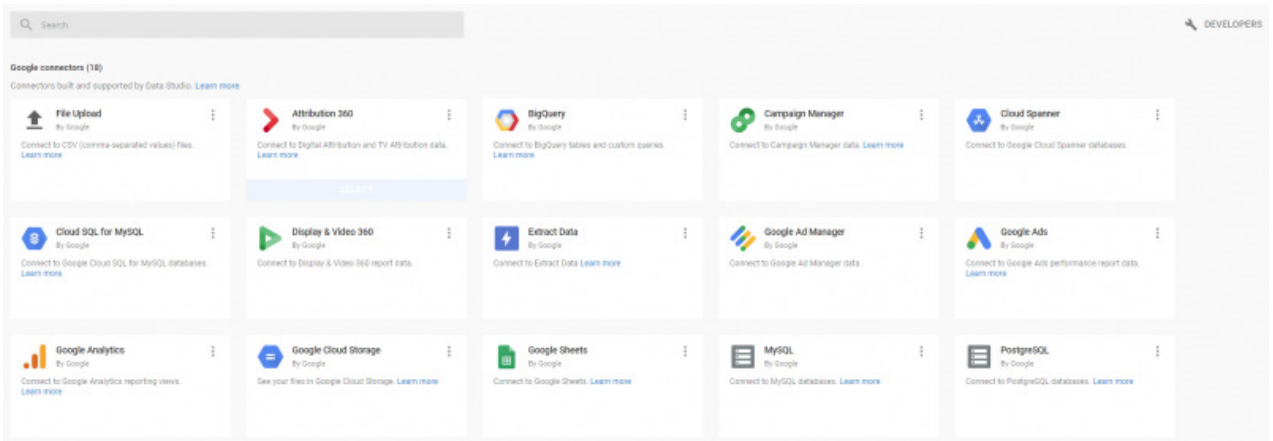 Search
DEVELOPERS
Google connectors (18)
Connectors built and supported by Data Studio. Learn more
File Upload
By Google
Connect to CSV (comma-separated values) files.
Learn more
Attribution 360
By Google
Connect to Digital Attribution and TV Attribution data.
Learn more
SELECT
BigQuery
By Google
Connect to BigQuery tables and custom queries.
Learn more
Campaign Manager
By Google
Connect to Campaign Manager data. Learn more
Cloud Spanner
By Google
Connect to Google Cloud Spanner databases.
Cloud SQL for MySQL
By Google
Connect to Google Cloud SQL for MySQL databases.
Learn more
Display & Video 360
By Google
Connect to Display & Video 360 report data.
Extract Data
By Google
Connect to Extract Data Learn more
Google Ad Manager
By Google
Connect to Google Ad Manager data.
Google Ads
By Google
Connect to Google Ads performance report data.
Learn more
Google Analytics
By Google
Connect to Google Analytics reporting views.
Learn more
Google Cloud Storage
By Google
See your files in Google Cloud Storage. Learn more
Google Sheets
By Google
Connect to Google Sheets. Learn more
MySQL
By Google
Connect to MySQL databases. Learn more
PostgreSQL
By Google
Connect to PostgreSQL databases. Learn more